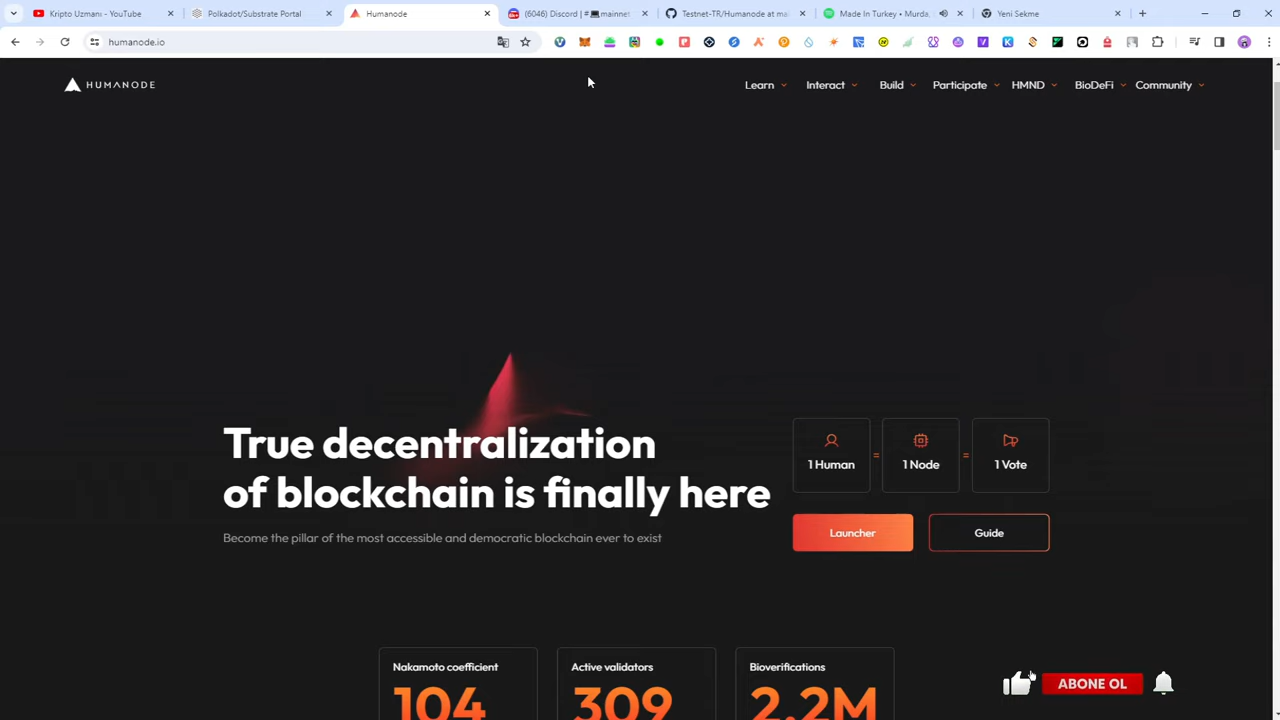 Kripto Uzmanı - YouTube
Polkadot/Substrate Portal
Humanode
(6046) Discord | #💻mainnet
Testnet-TR/Humanode at ma
Made In Turkey • Murda,
Yeni Sekme
humanode.io
HUMANODE
Learn
Interact
Build
Participate
HMND
BioDeFi
Community
True decentralization
of blockchain is finally here
Become the pillar of the most accessible and democratic blockchain ever to exist
1 Human
=
1 Node
=
1 Vote
Launcher
Guide
Nakamoto coefficient
104
Active validators
309
Bioverifications
2.2M
ABONE OL